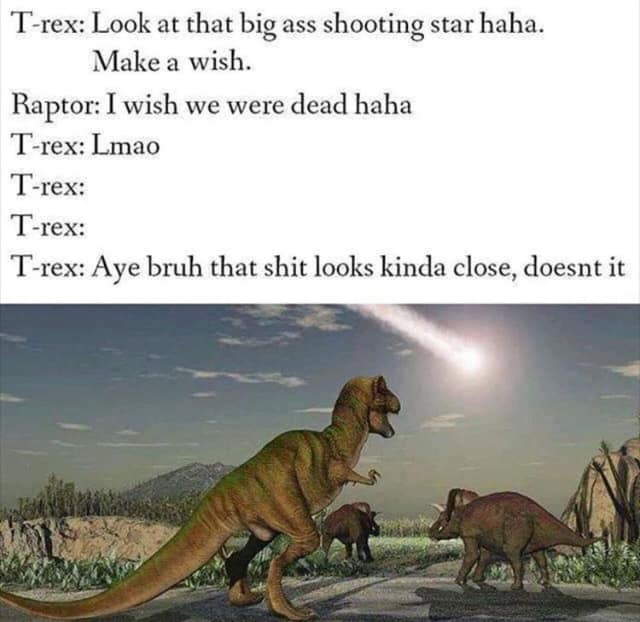 T-rex: Look at that big ass shooting star haha.
Make a wish.
Raptor: I wish we were dead haha
T-rex: Lmao
T-rex:
T-rex:
T-rex: Aye bruh that shit looks kinda close, doesnt it